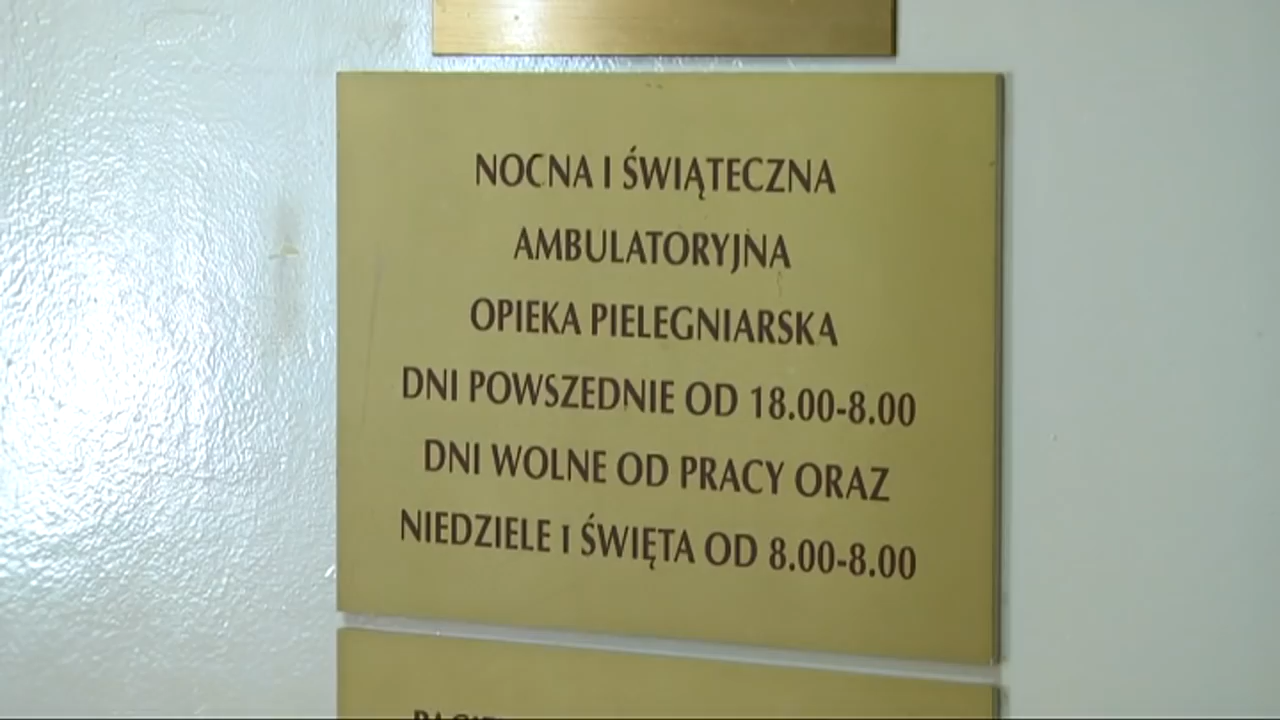 NOCNA I ŚWIĄTECZNA
AMBULATORYJNA
OPIEKA PIELEGNIARSKA
DNI POWSZEDNIE OD 18.00-8.00
DNI WOLNE OD PRACY ORAZ
NIEDZIELE I ŚWIĘTA OD 8.00-8.00